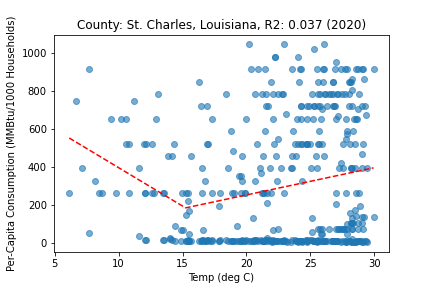 County: St. Charles, Louisiana, R2: 0.037 (2020)
Per-Capita Consumption (MMBtu/1000 Households)
1000
800
600
400
200
0
5 10 15 20 25 30
Temp (deg C)